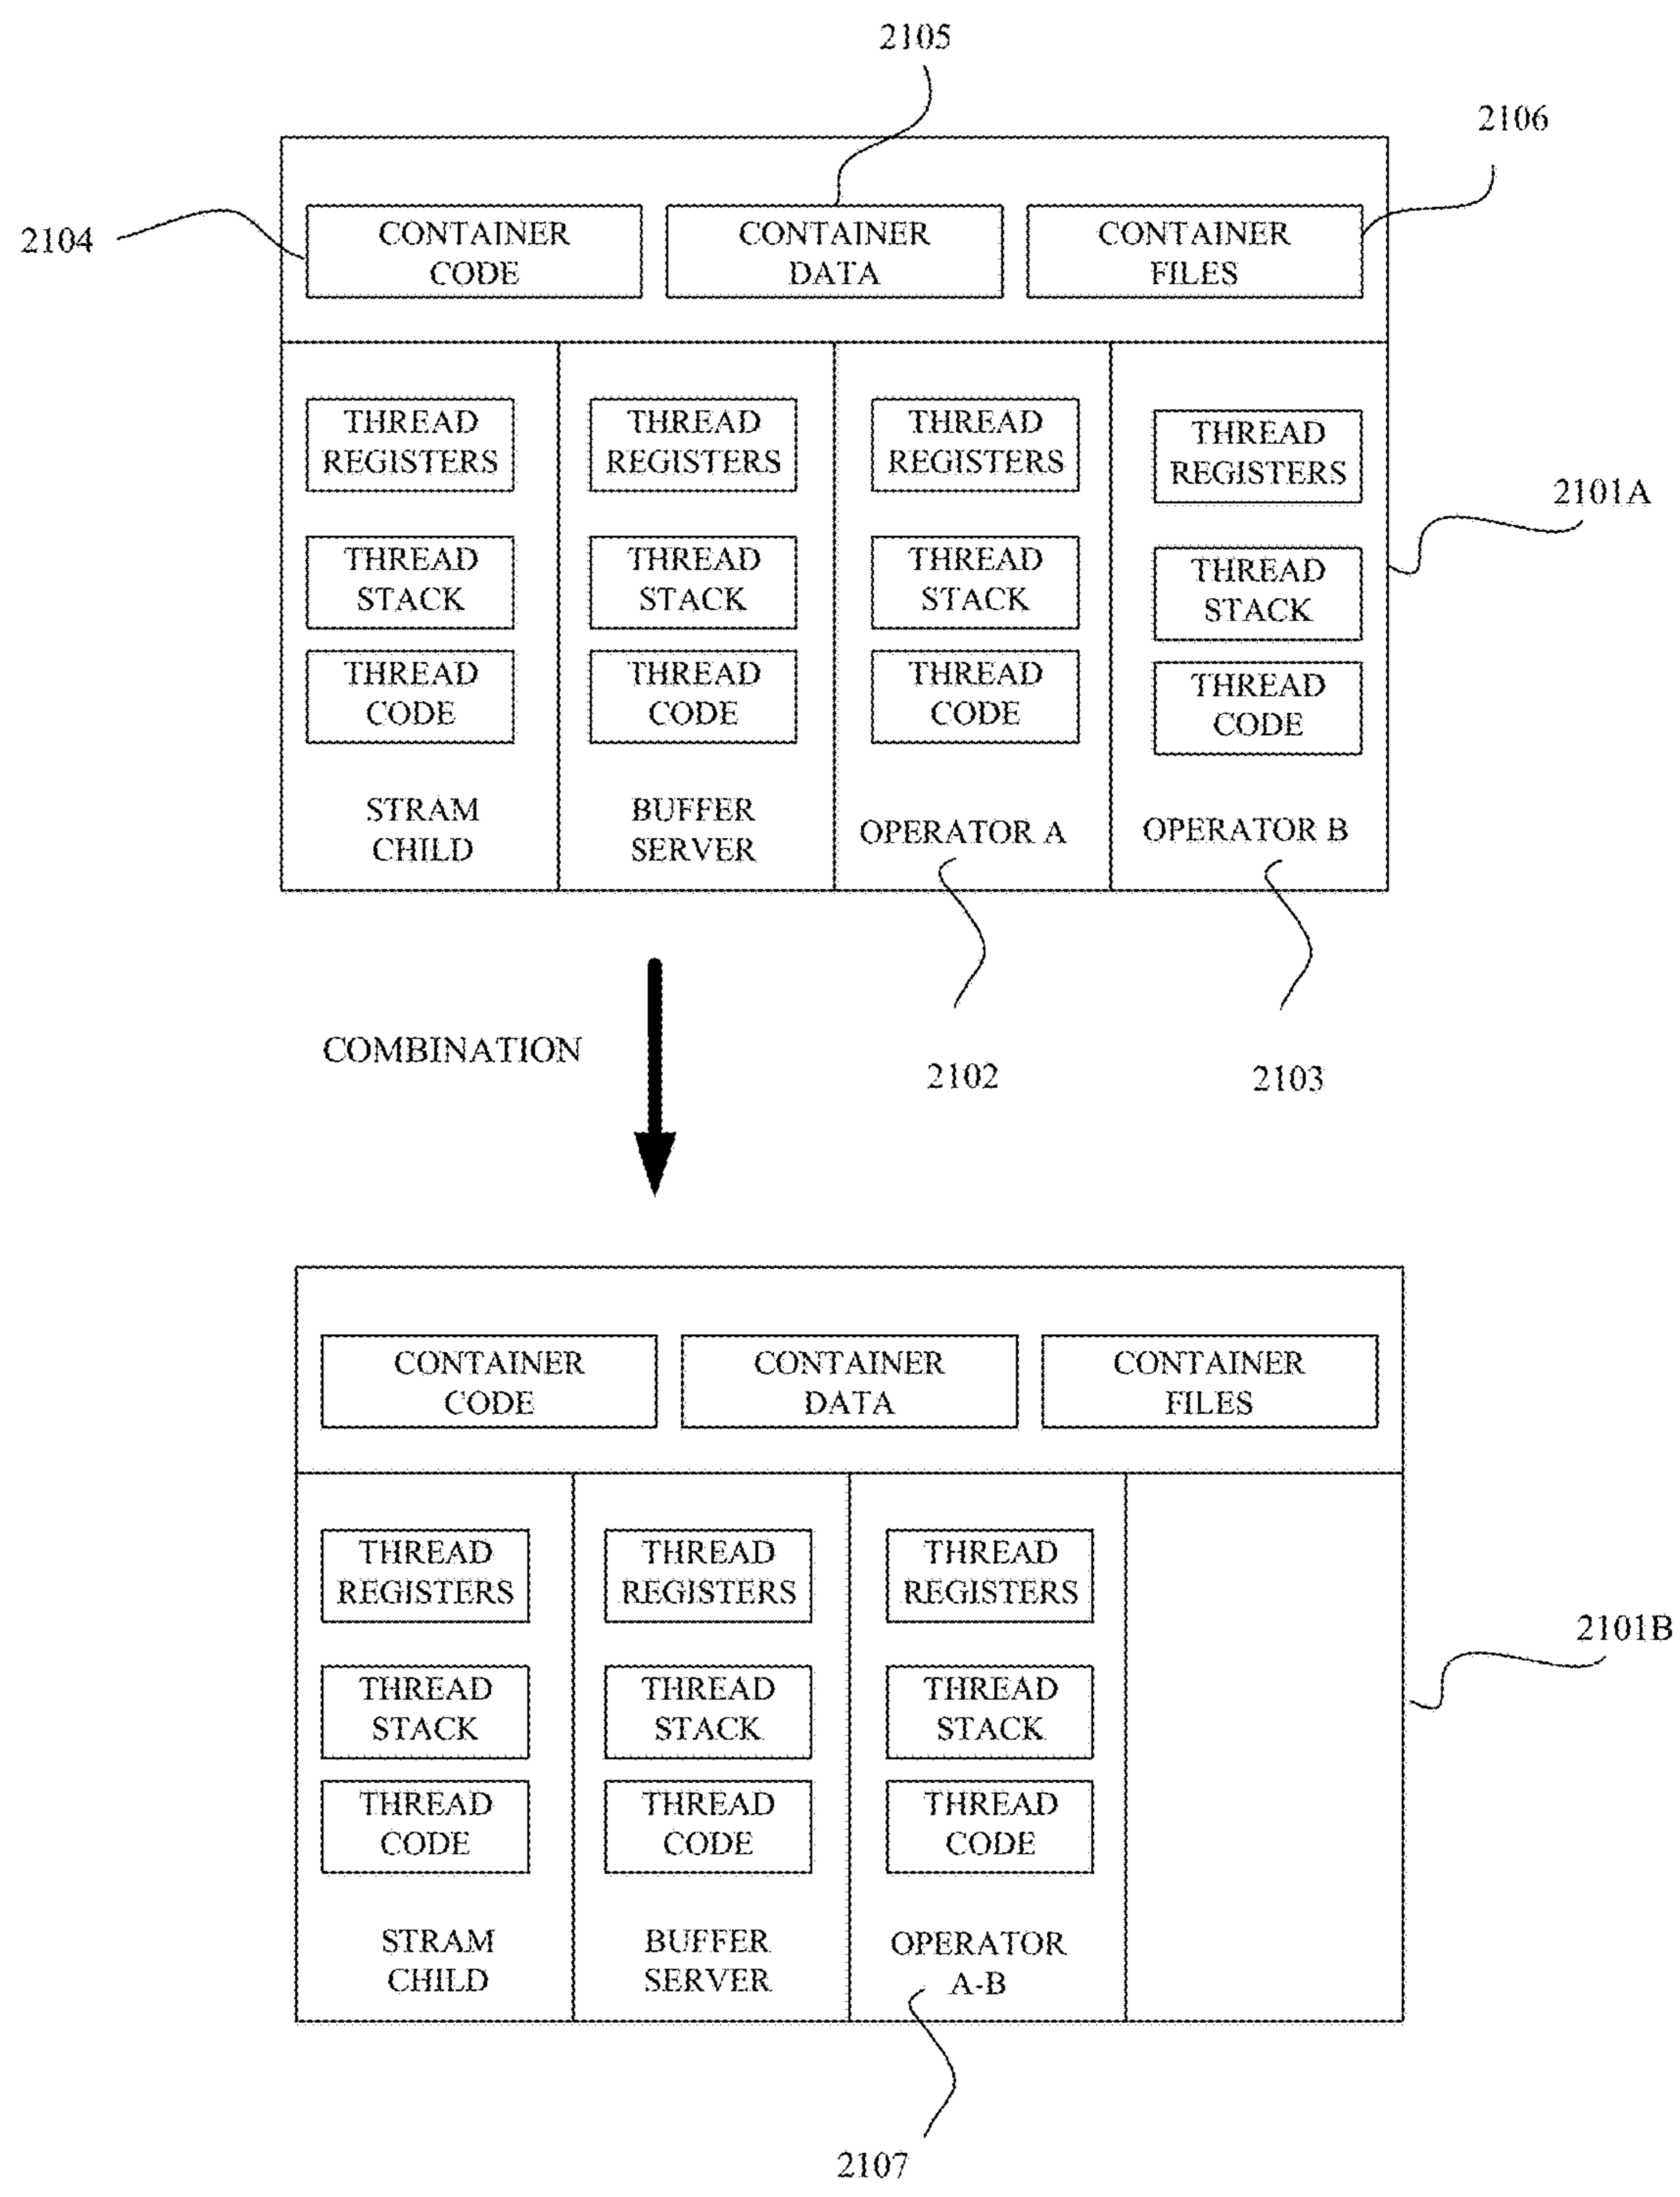 2105
2106
2104
CONTAINER
CODE
CONTAINER
DATA
CONTAINER
FILES
THREAD
REGISTERS
THREAD
STACK
THREAD
CODE
STRAM
CHILD
THREAD
REGISTERS
THREAD
STACK
THREAD
CODE
BUFFER
SERVER
THREAD
REGISTERS
THREAD
STACK
THREAD
CODE
OPERATOR A
THREAD
REGISTERS
THREAD
STACK
THREAD
CODE
OPERATOR B
2101A
2102
2103
COMBINATION
CONTAINER
CODE
CONTAINER
DATA
CONTAINER
FILES
THREAD
REGISTERS
THREAD
STACK
THREAD
CODE
STRAM
CHILD
THREAD
REGISTERS
THREAD
STACK
THREAD
CODE
BUFFER
SERVER
THREAD
REGISTERS
THREAD
STACK
THREAD
CODE
OPERATOR
A-B
2101B
2107